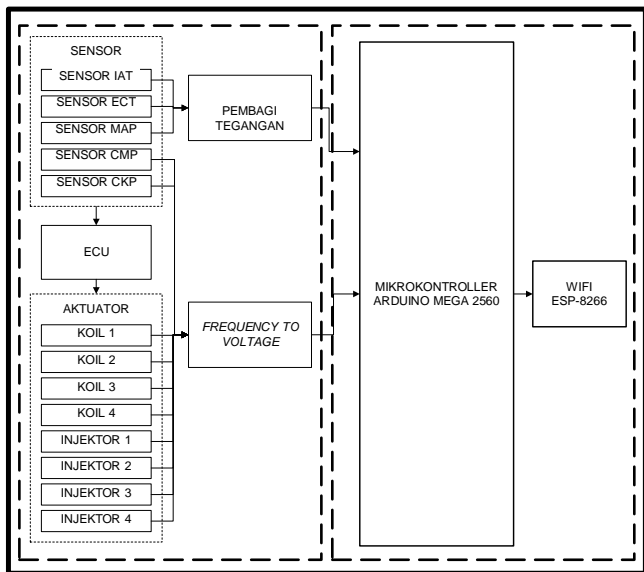 SENSOR
SENSOR IAT
SENSOR ECT
SENSOR MAP
SENSOR CMP
SENSOR CKP
ECU
AKTUATOR
KOIL 1
KOIL 2
KOIL 3
KOIL 4
INJEKTOR 1
INJEKTOR 2
INJEKTOR 3
INJEKTOR 4
PEMBAGI
TEGANGAN
FREQUENCY TO
VOLTAGE
MIKROKONTROLLER
ARDUINO MEGA 2560
WIFI
ESP-8266